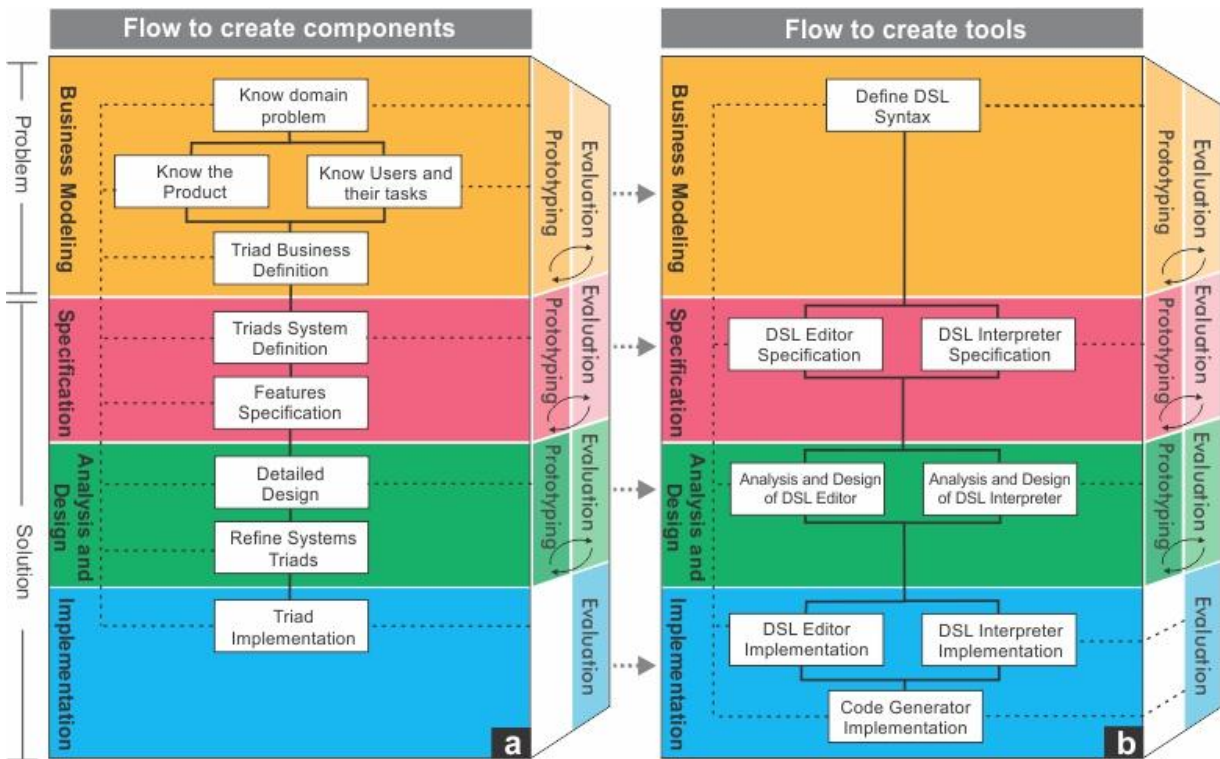 Flow to create components
Problem
Solution
Business Modeling
Know domain
problem
Know the
Product
Know Users and
their tasks
Triad Business
Definition
Prototyping
Evaluation
Specification
Triads System
Definition
Features
Specification
Prototyping
Evaluation
Analysis and
Design
Detailed
Design
Refine Systems
Triads
Prototyping
Evaluation
Implementation
Triad
Implementation
Evaluation
a
Flow to create tools
Business Modeling
Define DSL
Syntax
Prototyping
Evaluation
Specification
DSL Editor
Specification
DSL Interpreter
Specification
Prototyping
Evaluation
Analysis and
Design
Analysis and Design
of DSL Editor
Analysis and Design
of DSL Interpreter
Prototyping
Evaluation
Implementation
DSL Editor
Implementation
DSL Interpreter
Implementation
Code Generator
Implementation
Evaluation
b